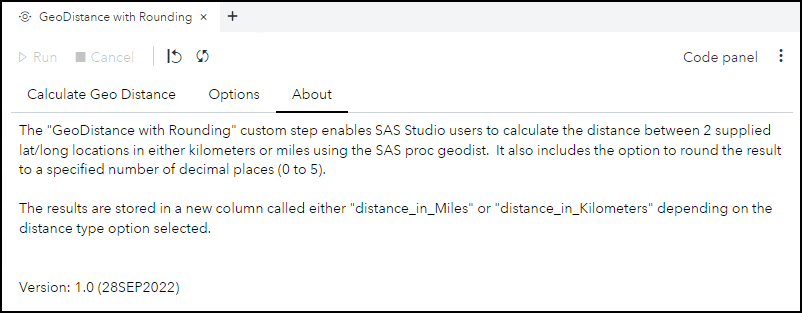 GeoDistance with Rounding × +
Run Cancel Code panel
Calculate Geo Distance Options About
The "GeoDistance with Rounding" custom step enables SAS Studio users to calculate the distance between 2 supplied
lat/long locations in either kilometers or miles using the SAS proc geodist. It also includes the option to round the result
to a specified number of decimal places (0 to 5).
The results are stored in a new column called either "distance_in_Miles" or "distance_in_Kilometers" depending on the
distance type option selected.
Version: 1.0 (28SEP2022)